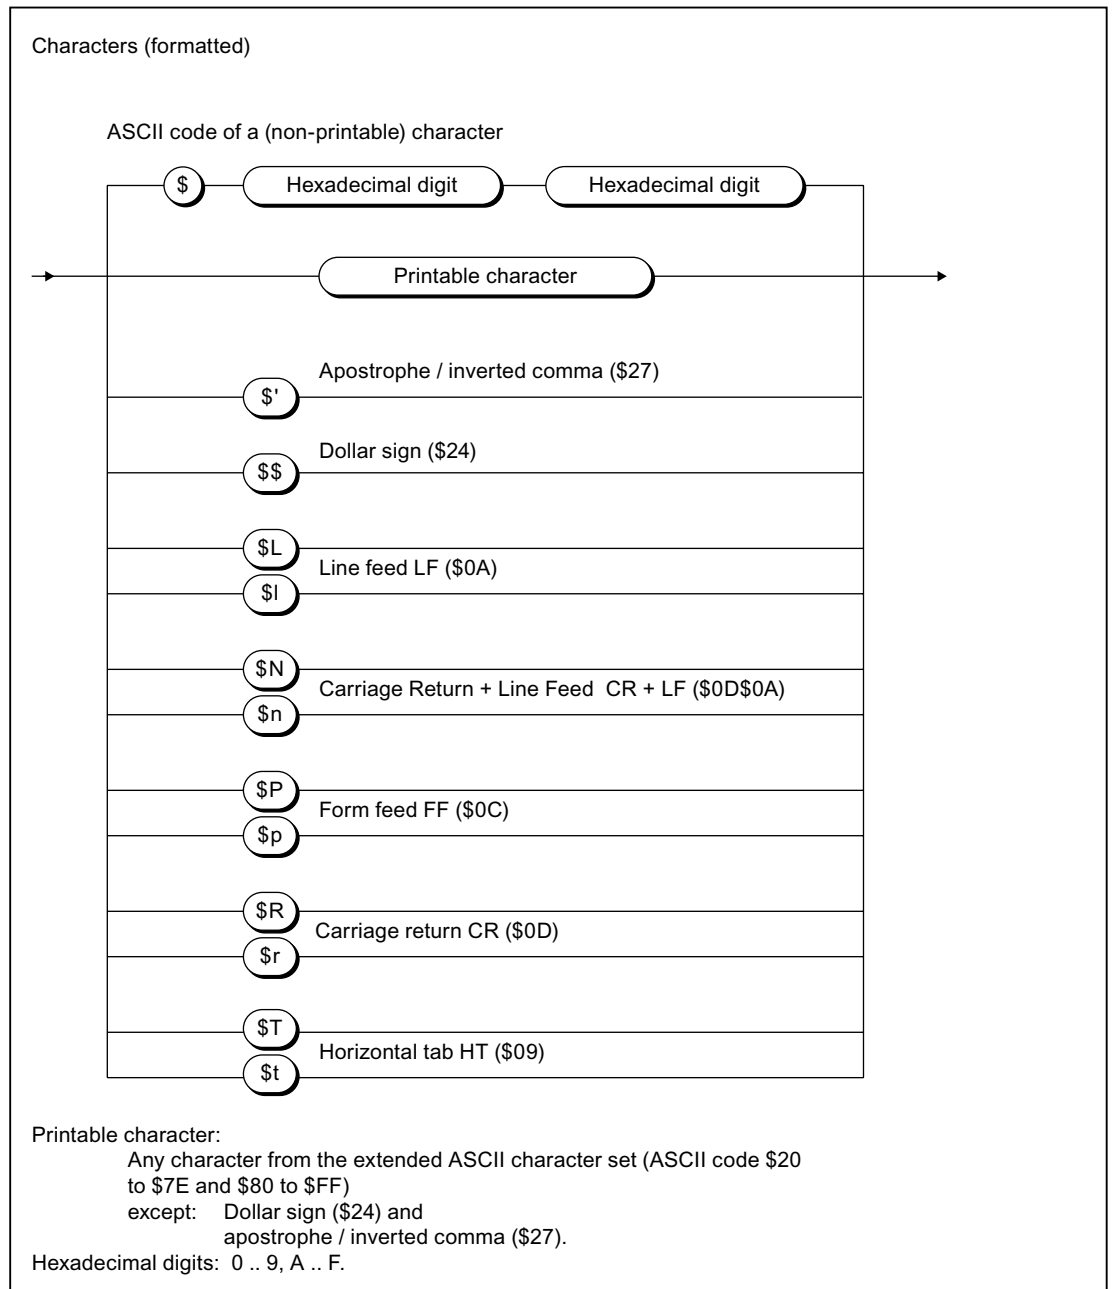 Characters (formatted)
ASCII code of a (non-printable) character
$ Hexadecimal digit Hexadecimal digit
Printable character
Apostrophe / inverted comma ($27)
$'
Dollar sign ($24)
$$
$L
Line feed LF ($0A)
$l
$N
Carriage Return + Line Feed CR + LF ($0D$0A)
$n
$P
Form feed FF ($0C)
$p
$R
Carriage return CR ($0D)
$r
$T
Horizontal tab HT ($09)
$t
Printable character:
Any character from the extended ASCII character set (ASCII code $20
to $7E and $80 to $FF)
except: Dollar sign ($24) and
apostrophe / inverted comma ($27).
Hexadecimal digits: 0 .. 9, A .. F.